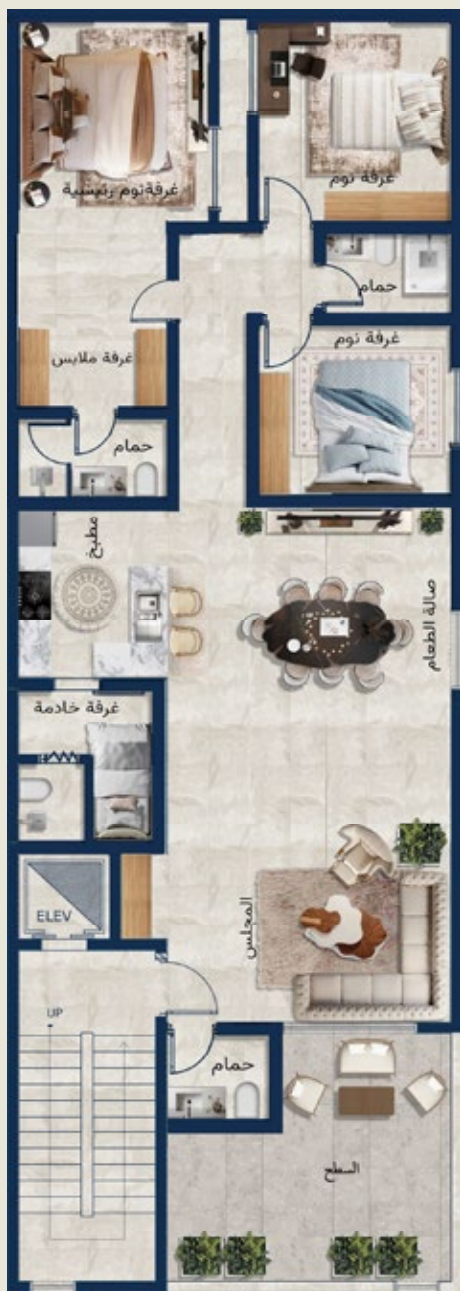 غرفة نوم رئيسية
غرفة نوم
حمام
غرفة نوم
غرفة ملابس
حمام
مطبخ
صالة الطعام
غرفة خادمة
ELEV
المجلس
UP
حمام
السطح